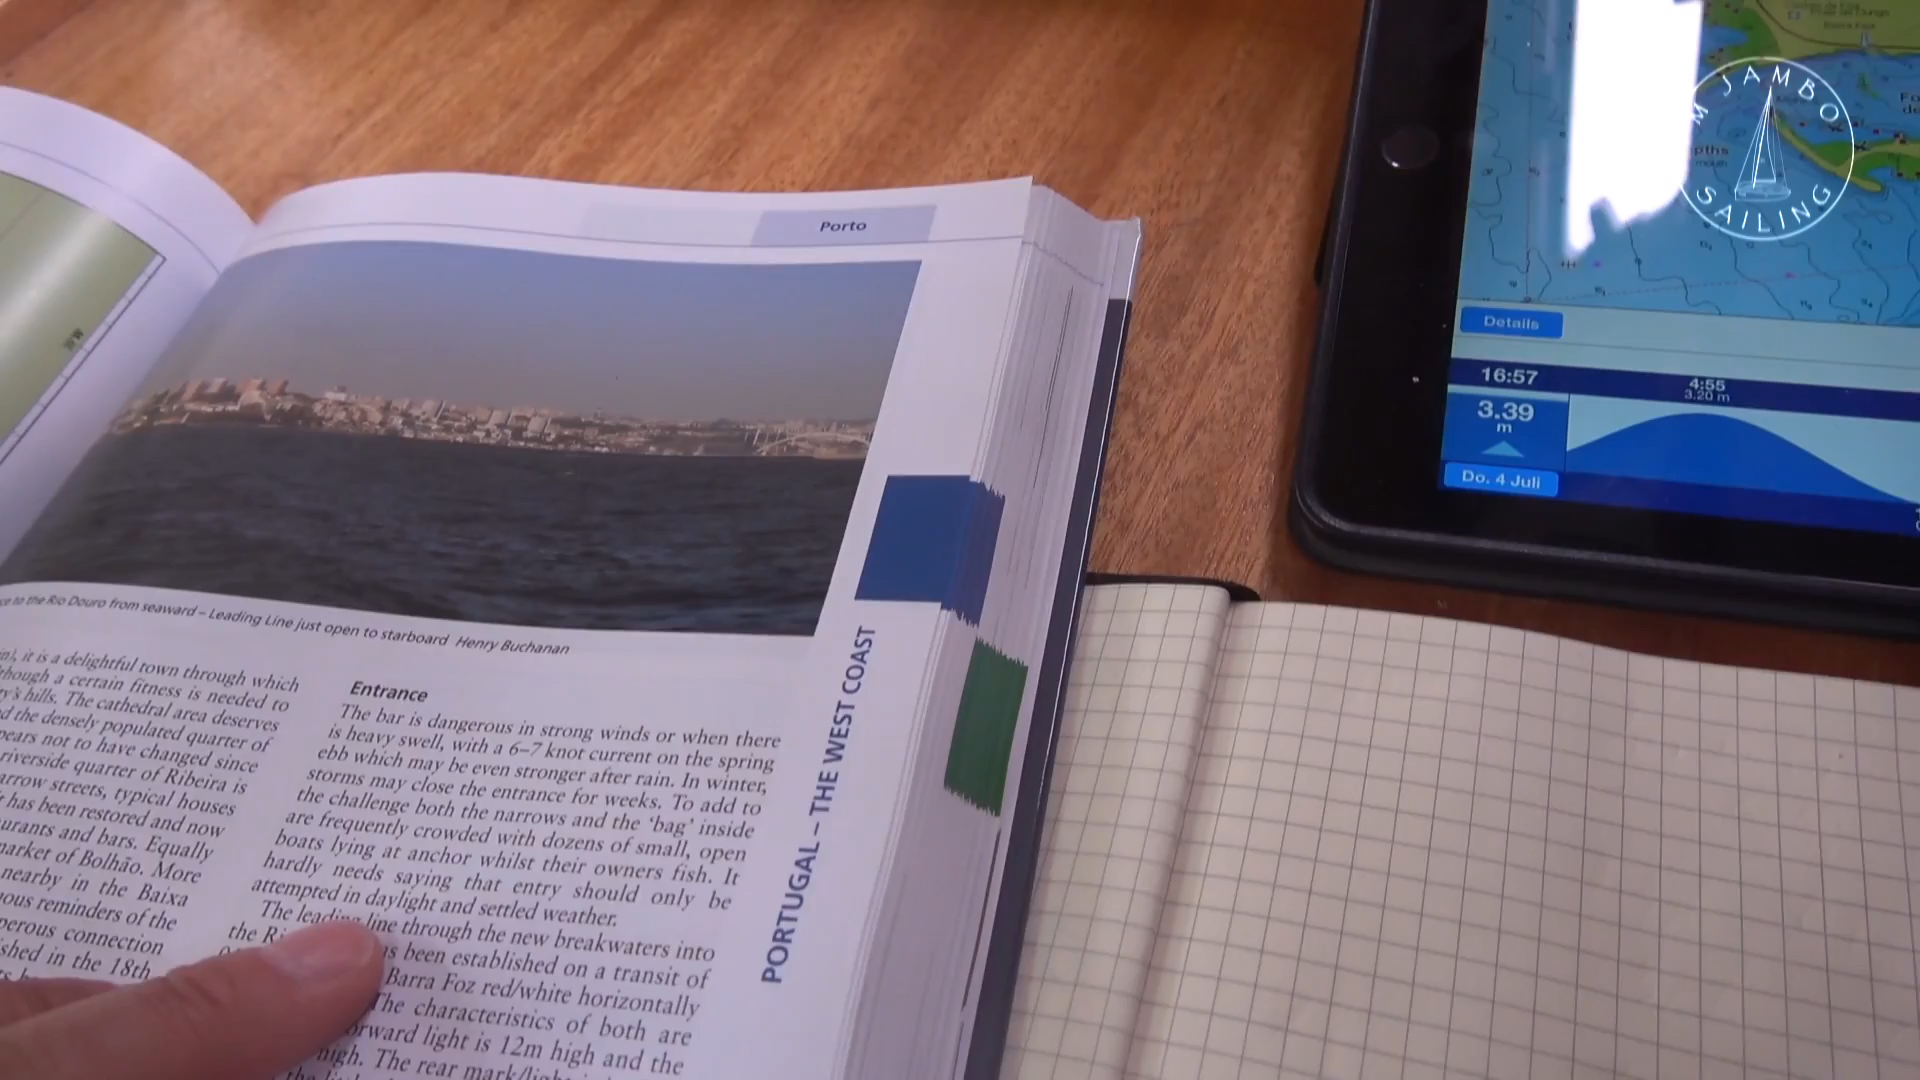 Porto
to the Rio Douro from seaward – Leading Line just open to starboard Henry Buchanan
it is a delightful town through which
though a certain fitness is needed to
hills. The cathedral area deserves
the densely populated quarter of
not to have changed since
riverside quarter of Ribeira is
streets, typical houses
has been restored and now
and bars. Equally
of Bolhão. More
nearby in the Baixa
reminders of the
connection
in the 18th
Entrance
The bar is dangerous in strong winds or when there
is heavy swell, with a 6–7 knot current on the spring
ebb which may be even stronger after rain. In winter,
storms may close the entrance for weeks. To add to
the challenge both the narrows and the ‘bag’ inside
are frequently crowded with dozens of small, open
boats lying at anchor whilst their owners fish. It
hardly needs saying that entry should only be
attempted in daylight and settled weather.
The leading line through the new breakwaters into
the been established on a transit of
Barra Foz red/white horizontally
The characteristics of both are
light is 12m high and the
high. The rear mark/light
PORTUGAL – THE WEST COAST
JAMBO
SAILING
Details
16:57
3.39
m
Do. 4 Juli
4:55
3.20 m